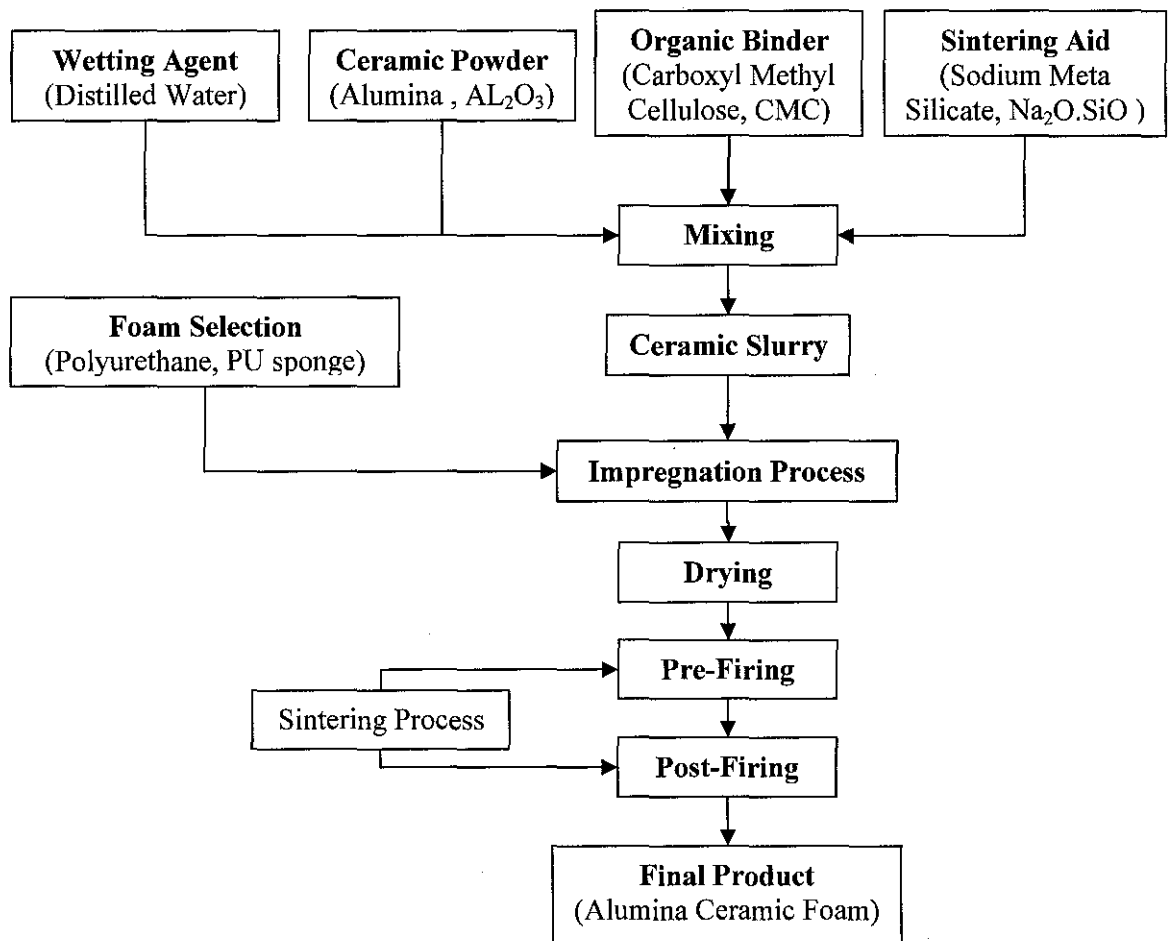 Wetting Agent
(Distilled Water)
Ceramic Powder
(Alumina , AL₂O₃)
Organic Binder
(Carboxyl Methyl
Cellulose, CMC)
Sintering Aid
(Sodium Meta
Silicate, Na₂O.SiO )
Mixing
Foam Selection
(Polyurethane, PU sponge)
Ceramic Slurry
Impregnation Process
Drying
Pre-Firing
Sintering Process
Post-Firing
Final Product
(Alumina Ceramic Foam)